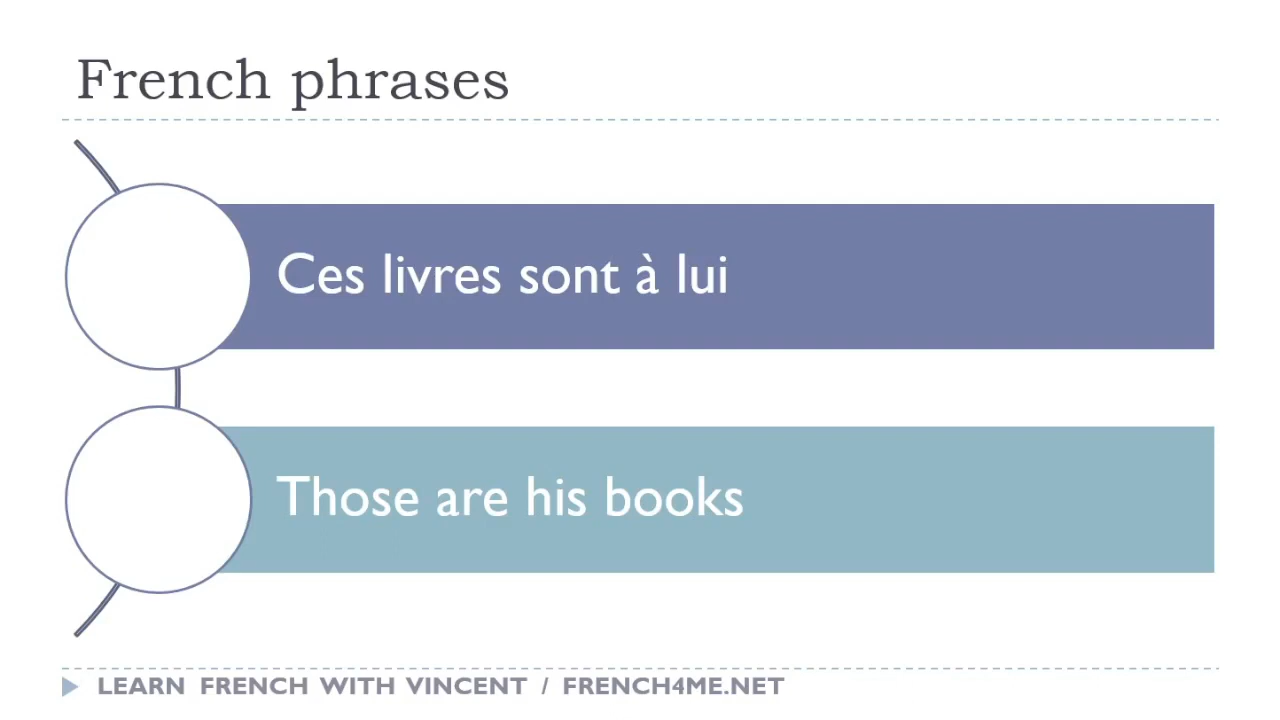 French phrases
Ces livres sont à lui
Those are his books
LEARN FRENCH WITH VINCENT / FRENCH4ME.NET